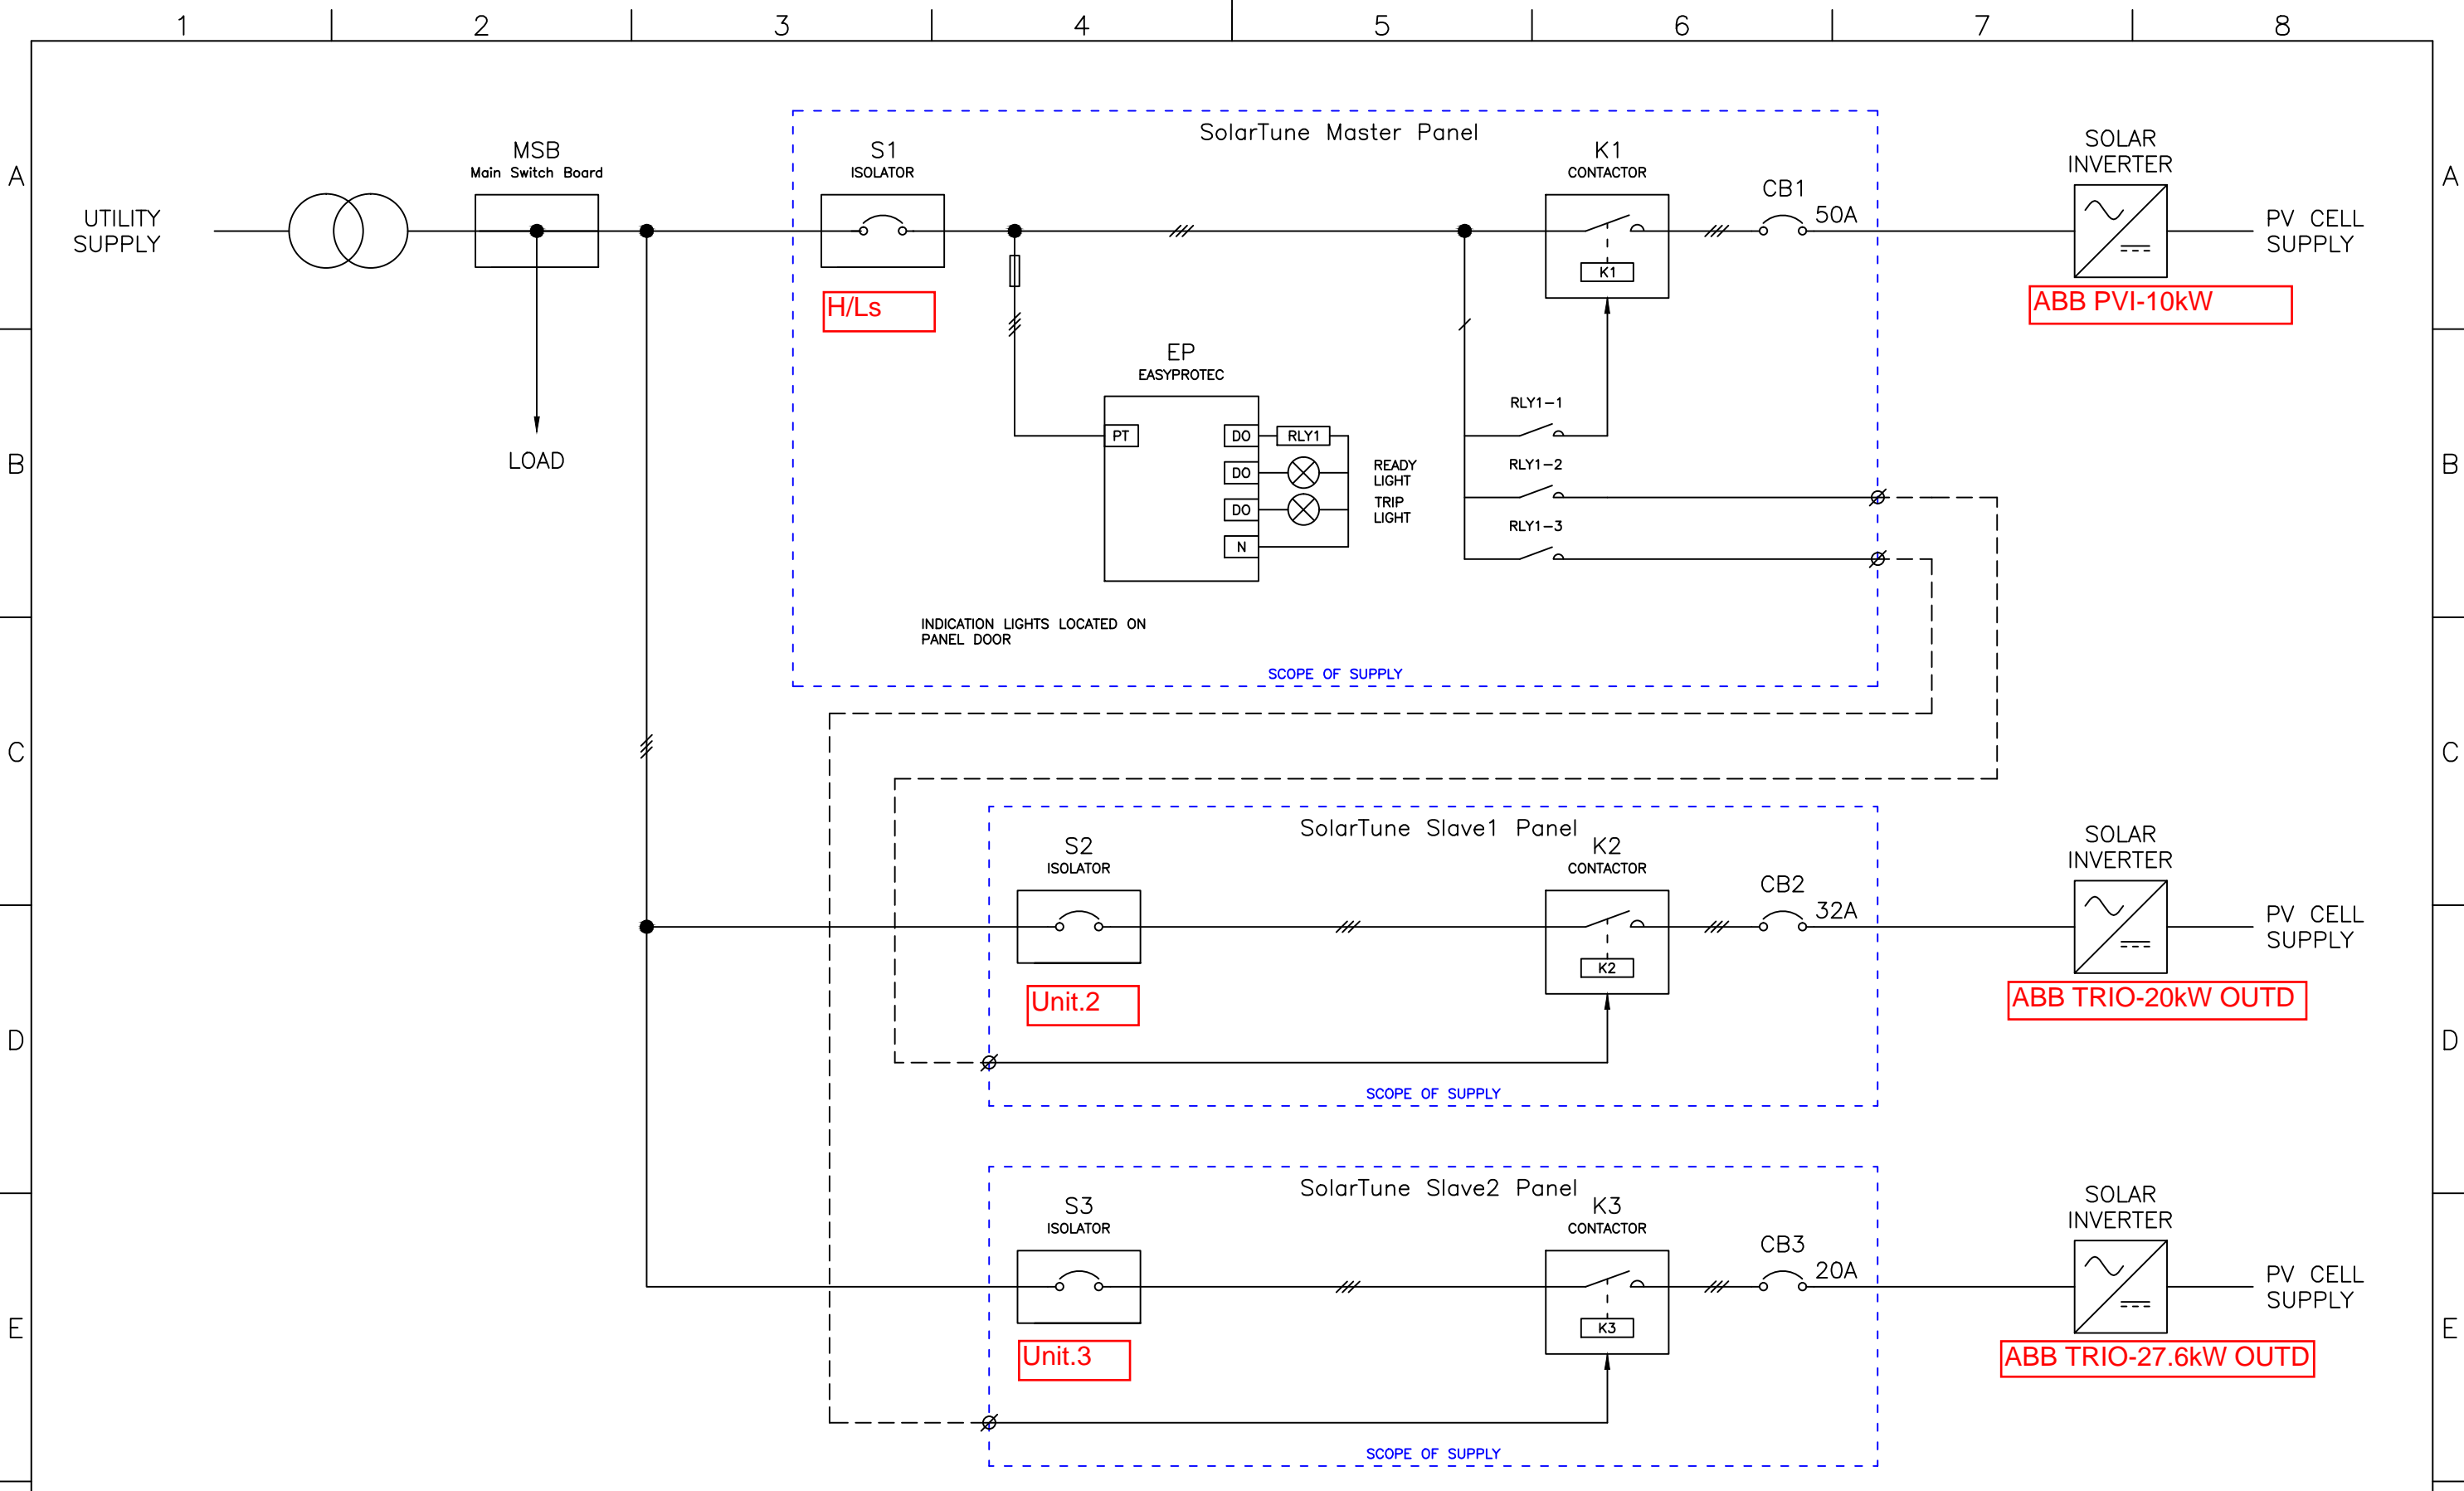 1 2 3 4 5 6 7 8
A
A
UTILITY
SUPPLY
MSB
Main Switch Board
LOAD
SolarTune Master Panel
S1
ISOLATOR
H/Ls
K1
CONTACTOR
K1
CB1
50A
SOLAR
INVERTER
PV CELL
SUPPLY
ABB PVI-10kW
B
B
EP
EASYPROTEC
PT
DO
RLY1
DO
READY
LIGHT
DO
TRIP
LIGHT
N
RLY1-1
RLY1-2
RLY1-3
INDICATION LIGHTS LOCATED ON
PANEL DOOR
SCOPE OF SUPPLY
C
C
SolarTune Slave1 Panel
S2
ISOLATOR
Unit.2
K2
CONTACTOR
K2
CB2
32A
SOLAR
INVERTER
PV CELL
SUPPLY
ABB TRIO-20kW OUTD
D
D
SCOPE OF SUPPLY
SolarTune Slave2 Panel
S3
ISOLATOR
Unit.3
K3
CONTACTOR
K3
CB3
20A
SOLAR
INVERTER
PV CELL
SUPPLY
ABB TRIO-27.6kW OUTD
E
E
SCOPE OF SUPPLY